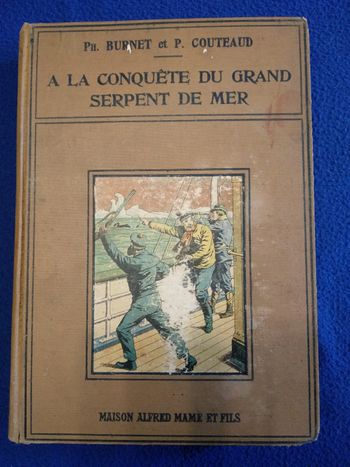 PH. BURNET et P. COUTEAUD
A LA CONQUÊTE DU GRAND
SERPENT DE MER
MAISON ALFRED MAME ET FILS